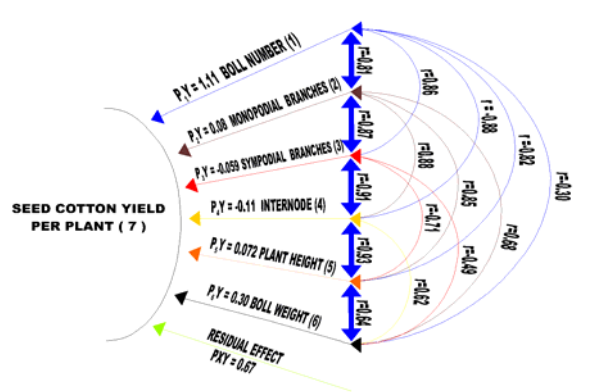 P₁Y = 1.11 BOLL NUMBER (1)
P₂Y = 0.08 MONOPODIAL BRANCHES (2)
P₃Y = -0.059 SYMPODIAL BRANCHES (3)
P₄Y = -0.11 INTERNODE (4)
P₅Y = 0.072 PLANT HEIGHT (5)
P₆Y = 0.30 BOLL WEIGHT (6)
RESIDUAL EFFECT
PXY = 0.67
SEED COTTON YIELD
PER PLANT ( 7 )
r=0.81
r=0.87
r=0.91
r=0.93
r=0.64
r=0.86
r=0.88
r=0.71
r=0.62
r = -0.88
r=0.85
r=0.49
r = 0.82
r=0.68
r =0.30